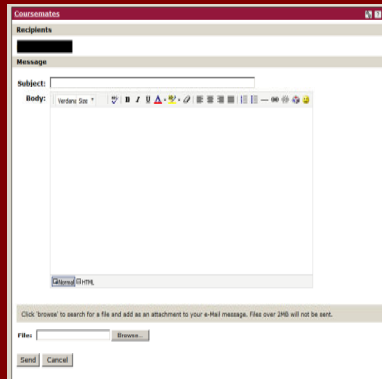 Coursemates
Recipients
Message
Subject:
Body:
Verdana Size B I U
Normal HTML
Click 'browse' to search for a file and add as an attachment to your e-Mail message. Files over 2MB will not be sent.
File: Browse...
Send Cancel